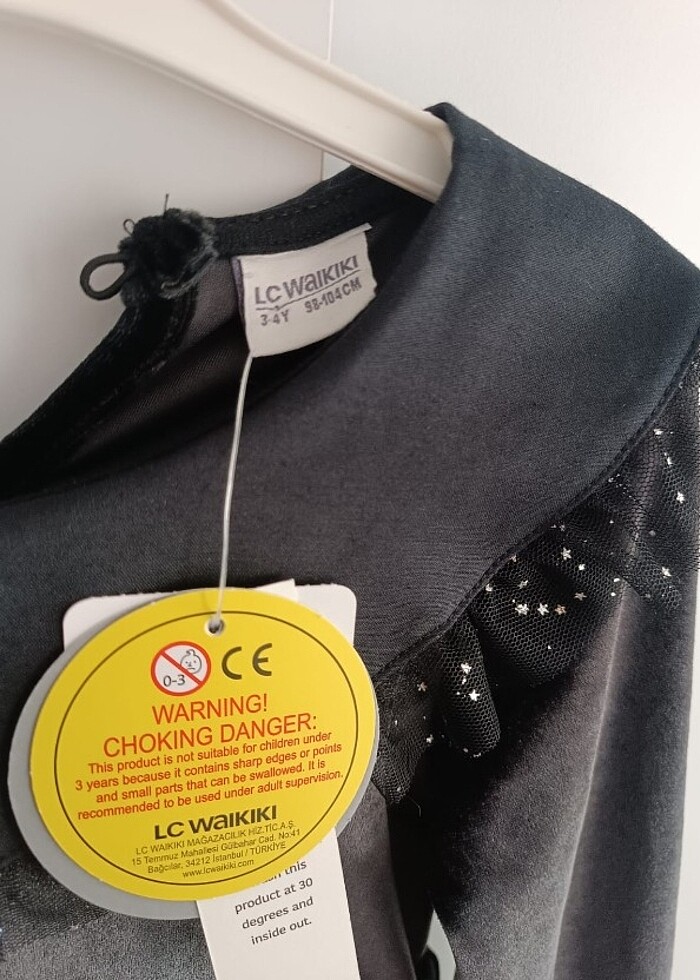 LC WAIKIKI
3-4Y 98-104CM
0-3 CE
WARNING!
CHOKING DANGER:
This product is not suitable for children under
3 years because it contains sharp edges or points
and small parts that can be swallowed. It is
recommended to be used under adult supervision.
LC WAIKIKI
LC WAIKIKI MAĞAZACILIK HİZ.TİC.A.Ş.
15 Temmuz Mahallesi Gülbahar Cad. No:41
Bağcılar, 34212 İstanbul / TÜRKİYE
www.lcwaikiki.com
this
product at 30
degrees and
inside out.